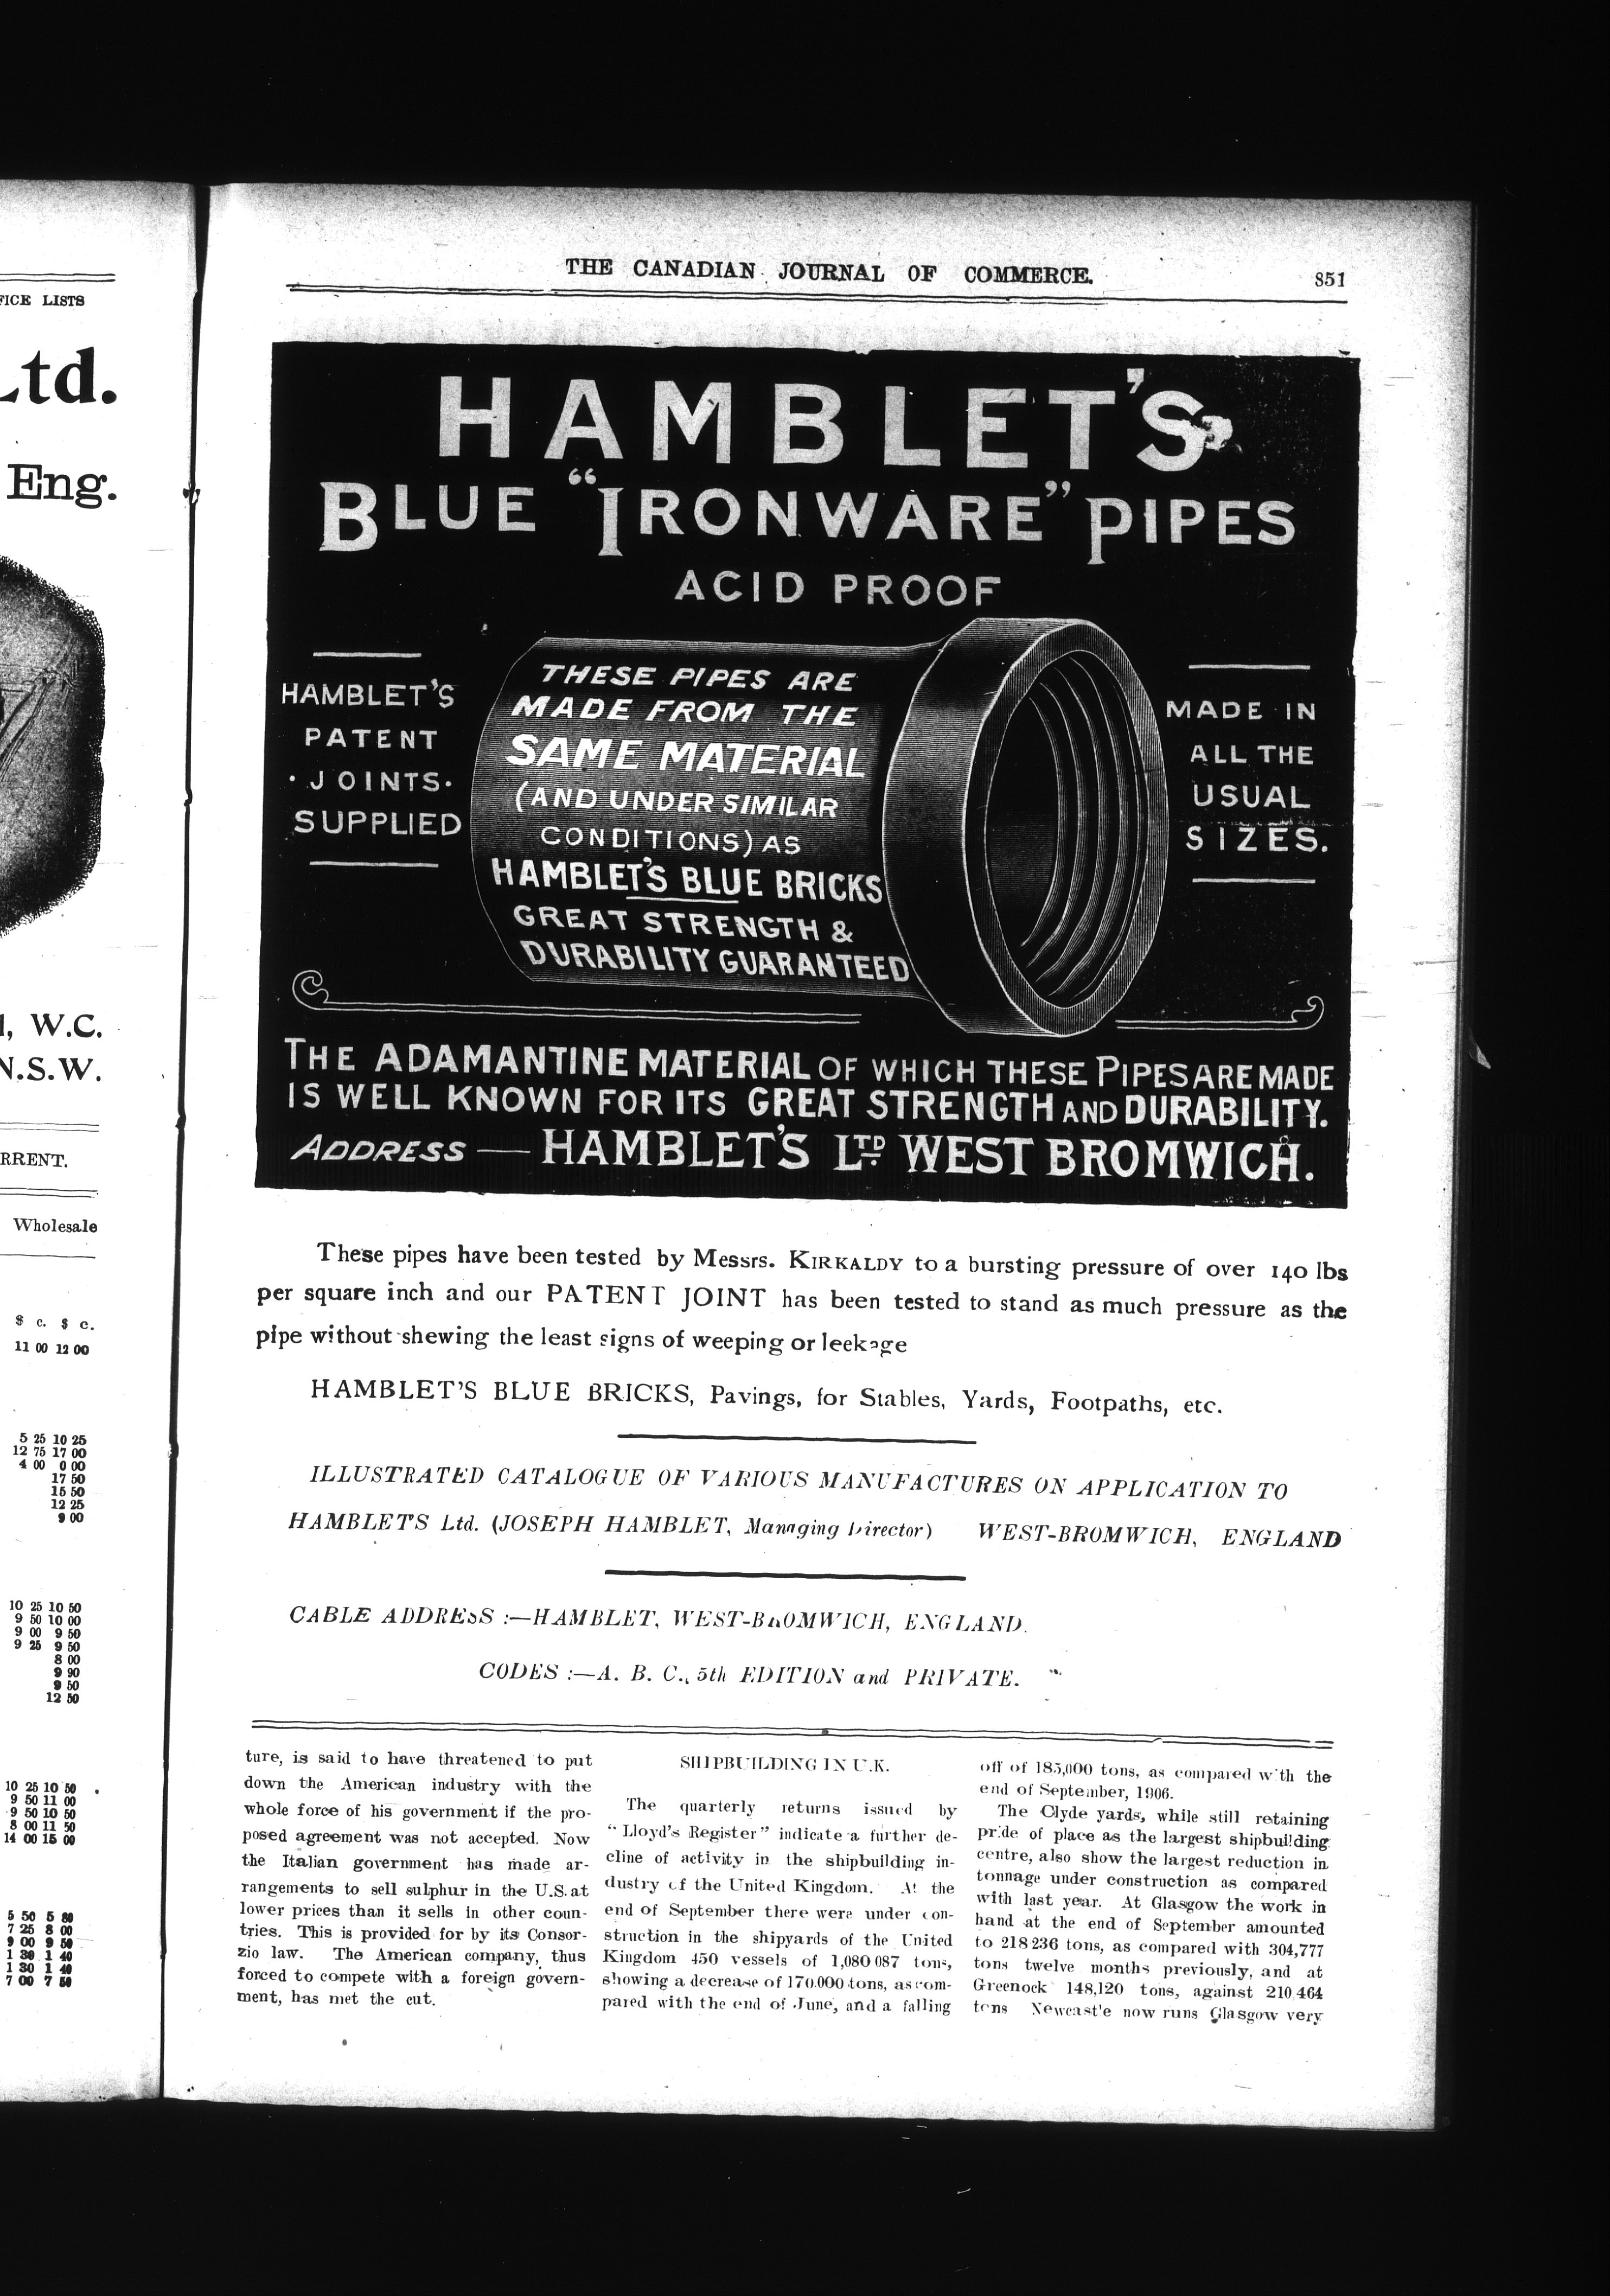 FICE LISTS
Ltd.
Eng.
W.C.
N.S.W.
RRENT.
Wholesale
$ c. $ c.
11 00 12 00
5 25 10 25
12 75 17 00
4 00 0 00
17 50
15 50
12 25
9 00
10 25 10 50
9 50 10 00
9 00 9 50
9 25 9 50
8 00
9 90
9 50
12 50
10 25 10 50
9 50 11 00
9 50 10 50
8 00 11 50
14 00 15 00
5 50 5 80
7 25 8 00
9 00 9 50
1 30 1 40
1 30 1 40
7 00 7 50
THE CANADIAN JOURNAL OF COMMERCE.
851
HAMBLET'S
BLUE "IRONWARE" PIPES
ACID PROOF
HAMBLET'S
PATENT
· JOINTS ·
SUPPLIED
THESE PIPES ARE
MADE FROM THE
SAME MATERIAL
(AND UNDER SIMILAR
CONDITIONS) AS
HAMBLET'S BLUE BRICKS
GREAT STRENGTH &
DURABILITY GUARANTEED
MADE IN
ALL THE
USUAL
SIZES.
THE ADAMANTINE MATERIAL OF WHICH THESE PIPES ARE MADE
IS WELL KNOWN FOR ITS GREAT STRENGTH AND DURABILITY.
ADDRESS — HAMBLET'S LTD. WEST BROMWICH.
These pipes have been tested by Messrs. KIRKALDY to a bursting pressure of over 140 lbs
per square inch and our PATENT JOINT has been tested to stand as much pressure as the
pipe without shewing the least signs of weeping or leekage
HAMBLET'S BLUE BRICKS, Pavings, for Stables, Yards, Footpaths, etc.
ILLUSTRATED CATALOGUE OF VARIOUS MANUFACTURES ON APPLICATION TO
HAMBLETS Ltd. (JOSEPH HAMBLET, Managing Director) WEST-BROMWICH, ENGLAND
CABLE ADDRESS :—HAMBLET, WEST-BROMWICH, ENGLAND.
CODES :—A. B. C., 5th EDITION and PRIVATE.
ture, is said to have threatened to put
down the American industry with the
whole force of his government if the pro-
posed agreement was not accepted. Now
the Italian government has made ar-
rangements to sell sulphur in the U.S. at
lower prices than it sells in other coun-
tries. This is provided for by its Consor-
zio law. The American company, thus
forced to compete with a foreign govern-
ment, has met the cut.
SHIPBUILDING IN U.K.
The quarterly returns issued by
"Lloyd's Register" indicate a further de-
cline of activity in the shipbuilding in-
dustry of the United Kingdom. At the
end of September there were under con-
struction in the shipyards of the United
Kingdom 450 vessels of 1,080 087 tons,
showing a decrease of 170.000 tons, as com-
pared with the end of June, and a falling
off of 185,000 tons, as compared with the
end of September, 1906.
The Clyde yards, while still retaining
pride of place as the largest shipbuilding
centre, also show the largest reduction in
tonnage under construction as compared
with last year. At Glasgow the work in
hand at the end of September amounted
to 218 236 tons, as compared with 304,777
tons twelve months previously, and at
Greenock 148,120 tons, against 210 464
tons Newcast'e now runs Glasgow very